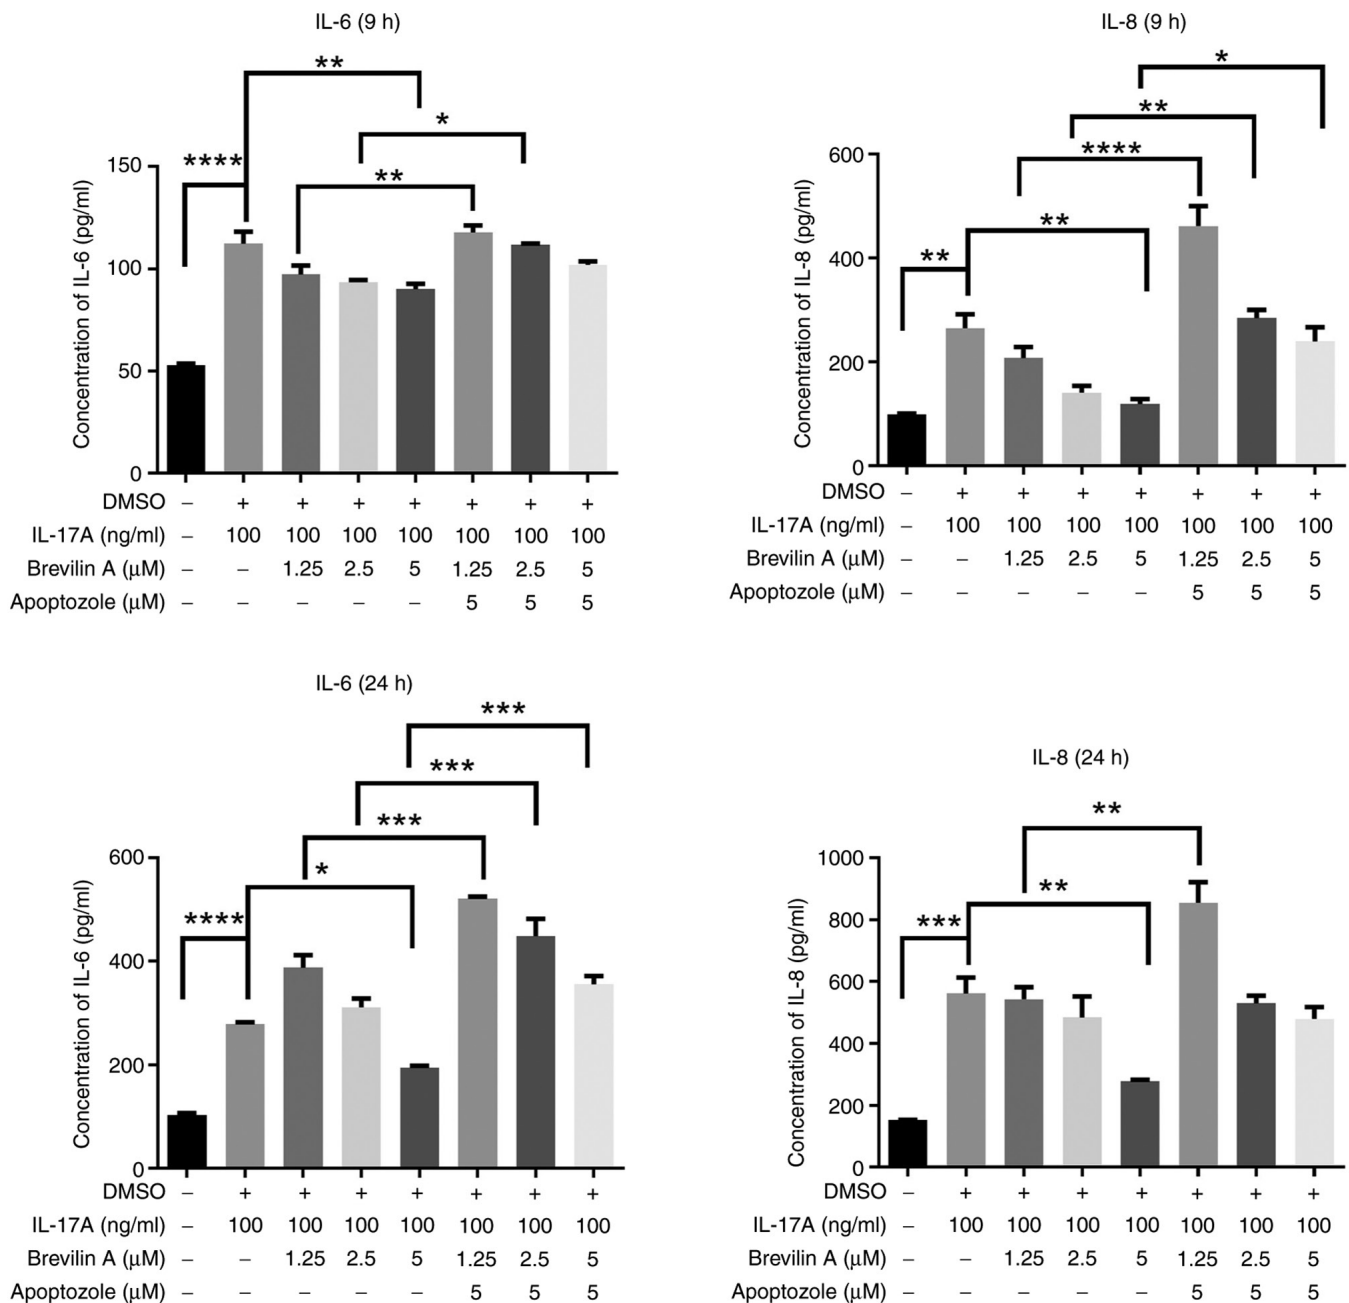 IL-6 (9 h)
**
*
****
**
150
100
50
0
Concentration of IL-6 (pg/ml)
DMSO – + + + + + + +
IL-17A (ng/ml) – 100 100 100 100 100 100 100
Brevilin A (μM) – – 1.25 2.5 5 1.25 2.5 5
Apoptozole (μM) – – – – – 5 5 5
IL-8 (9 h)
*
**
****
**
**
600
400
200
0
Concentration of IL-8 (pg/ml)
DMSO – + + + + + + +
IL-17A (ng/ml) – 100 100 100 100 100 100 100
Brevilin A (μM) – – 1.25 2.5 5 1.25 2.5 5
Apoptozole (μM) – – – – – 5 5 5
IL-6 (24 h)
***
***
***
*
****
600
400
200
0
Concentration of IL-6 (pg/ml)
DMSO – + + + + + + +
IL-17A (ng/ml) – 100 100 100 100 100 100 100
Brevilin A (μM) – – 1.25 2.5 5 1.25 2.5 5
Apoptozole (μM) – – – – – 5 5 5
IL-8 (24 h)
**
**
***
1000
800
600
400
200
0
Concentration of IL-8 (pg/ml)
DMSO – + + + + + + +
IL-17A (ng/ml) – 100 100 100 100 100 100 100
Brevilin A (μM) – – 1.25 2.5 5 1.25 2.5 5
Apoptozole (μM) – – – – – 5 5 5